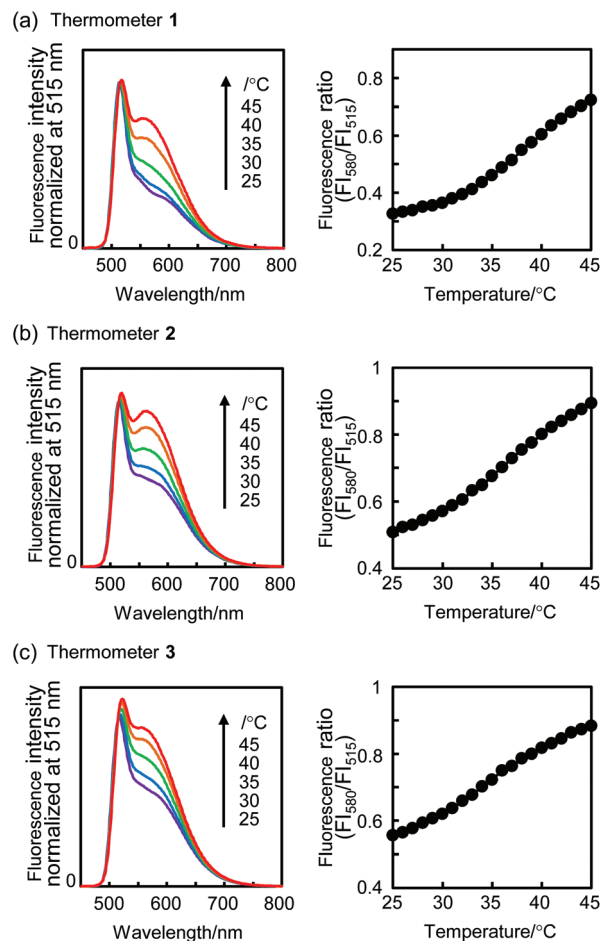 (a) Thermometer 1
Fluorescence intensity
normalized at 515 nm
0
/°C
45
40
35
30
25
500 600 700 800
Wavelength/nm
Fluorescence ratio
(FI580/FI515)
0.8
0.6
0.4
0.2
25 30 35 40 45
Temperature/°C
(b) Thermometer 2
Fluorescence intensity
normalized at 515 nm
0
/°C
45
40
35
30
25
500 600 700 800
Wavelength/nm
Fluorescence ratio
(FI580/FI515)
1
0.8
0.6
0.4
25 30 35 40 45
Temperature/°C
(c) Thermometer 3
Fluorescence intensity
normalized at 515 nm
0
/°C
45
40
35
30
25
500 600 700 800
Wavelength/nm
Fluorescence ratio
(FI580/FI515)
1
0.8
0.6
0.4
25 30 35 40 45
Temperature/°C